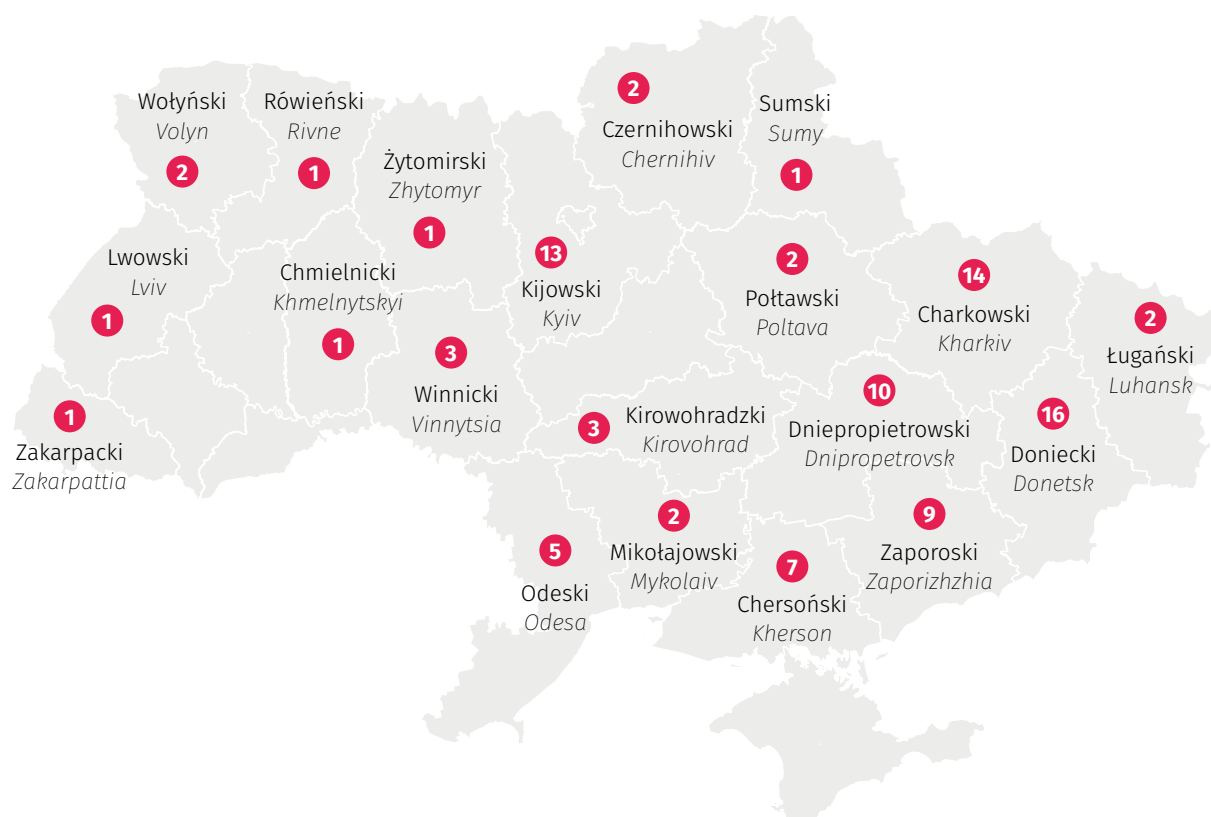 Wołyński
Volyn
2
Rówieński
Rivne
1
Żytomirski
Zhytomyr
1
2
Czernihowski
Chernihiv
Sumski
Sumy
1
Lwowski
Lviv
1
Chmielnicki
Khmelnytskyi
1
13
Kijowski
Kyiv
2
Połtawski
Poltava
14
Charkowski
Kharkiv
2
Ługański
Luhansk
3
Winnicki
Vinnytsia
1
Zakarpacki
Zakarpattia
3
Kirowohradzki
Kirovohrad
10
Dniepropietrowski
Dnipropetrovsk
16
Doniecki
Donetsk
5
Odeski
Odesa
2
Mikołajowski
Mykolaiv
7
Chersoński
Kherson
9
Zaporoski
Zaporizhzhia